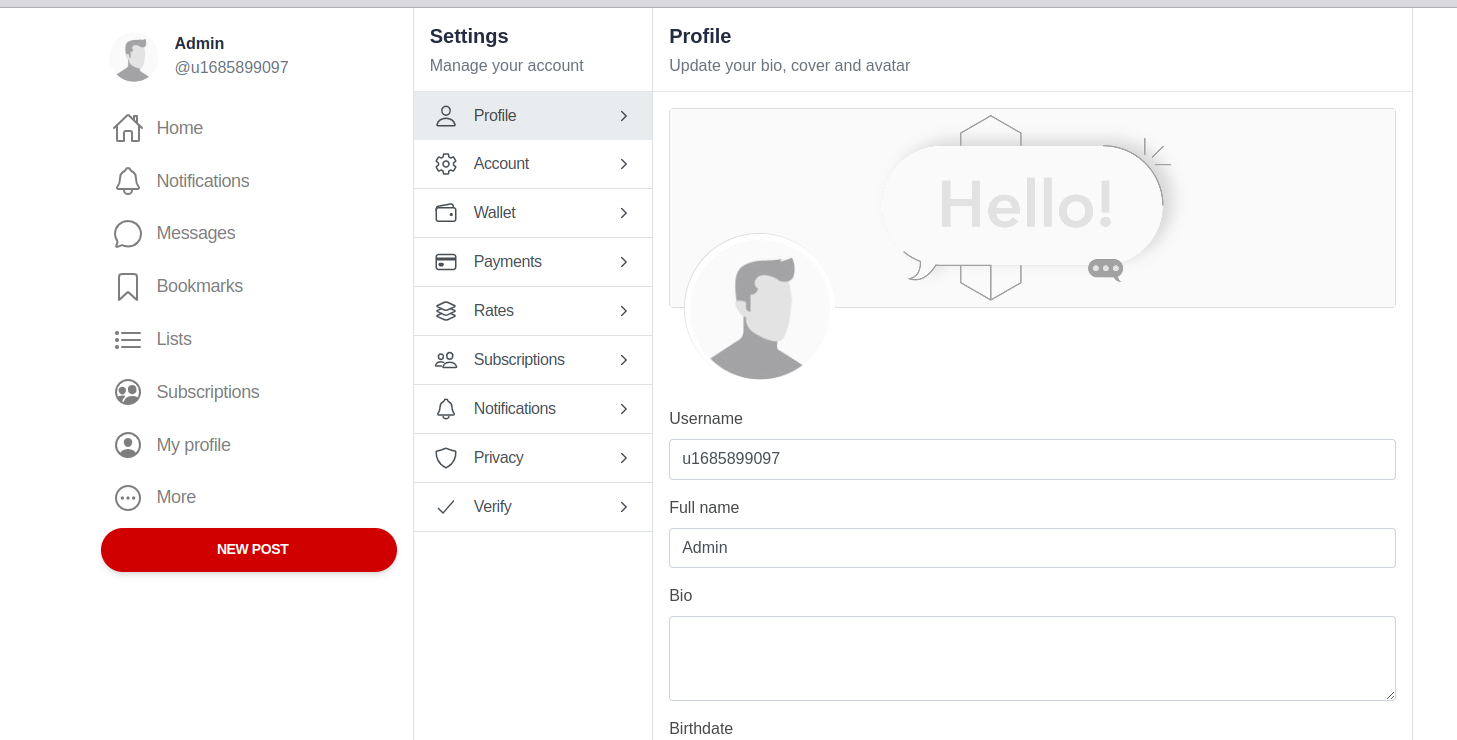 Admin
@u1685899097
Home
Notifications
Messages
Bookmarks
Lists
Subscriptions
My profile
More
NEW POST
Settings
Manage your account
Profile
Account
Wallet
Payments
Rates
Subscriptions
Notifications
Privacy
Verify
Profile
Update your bio, cover and avatar
Hello!
Username
u1685899097
Full name
Admin
Bio
Birthdate